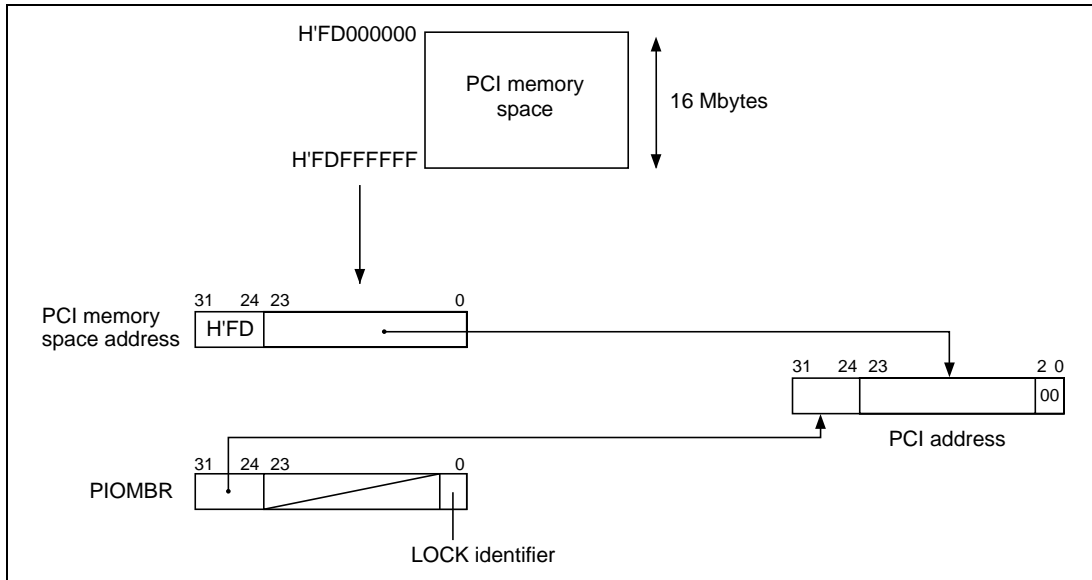 H'FD000000
PCI memory
space
16 Mbytes
H'FDFFFFFF
31 24 23 0
PCI memory
space address
H'FD
31 24 23 2 0
00
PCI address
31 24 23 0
PIOMBR
LOCK identifier